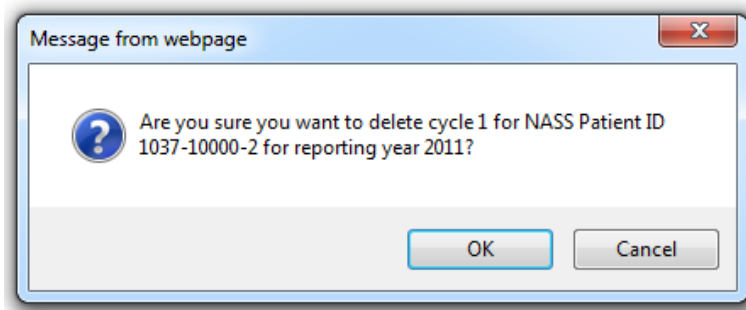 Message from webpage
Are you sure you want to delete cycle 1 for NASS Patient ID
1037-10000-2 for reporting year 2011?
OK
Cancel